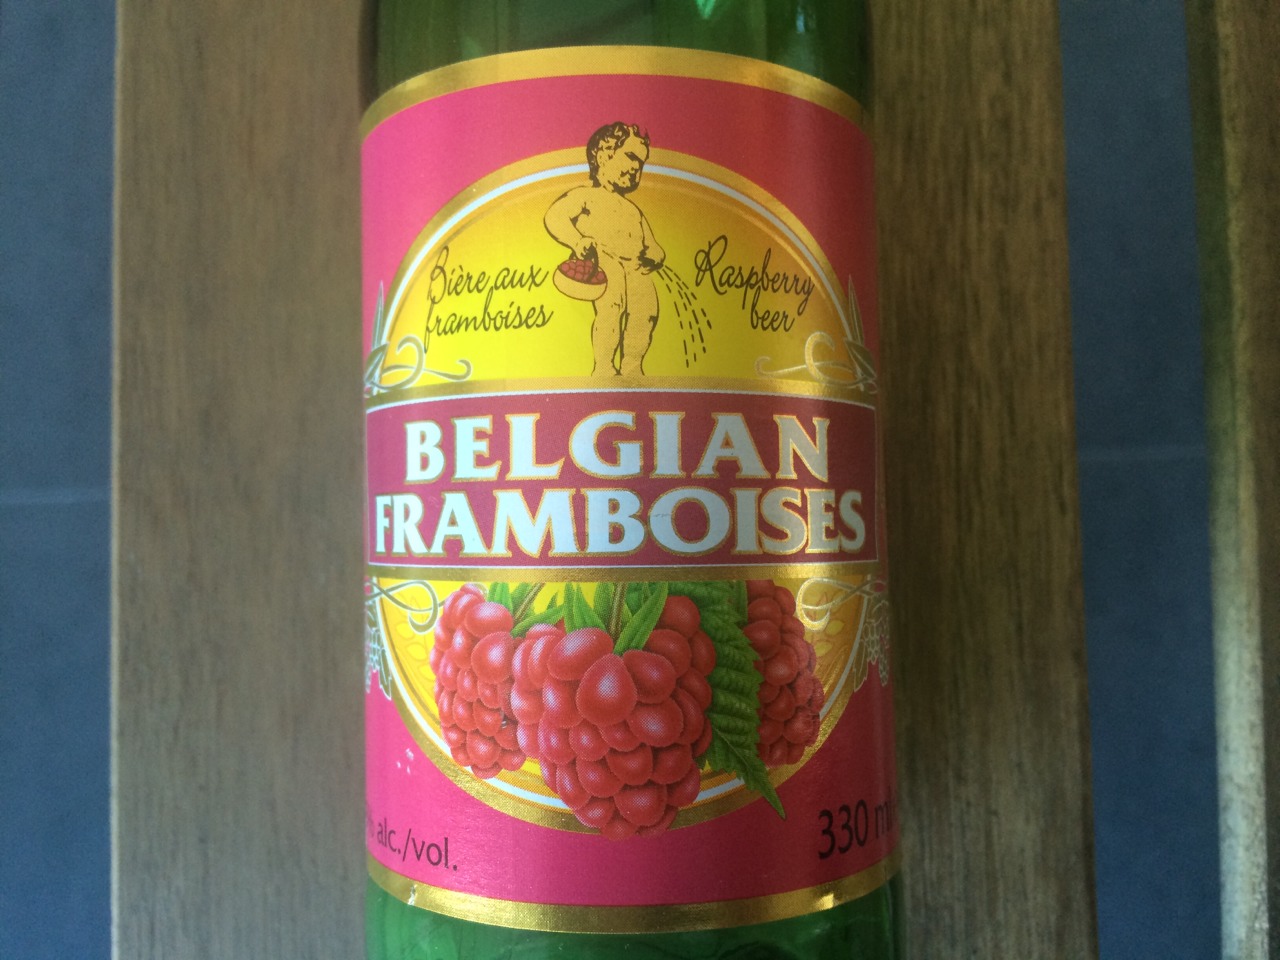 Bière aux
framboises
Raspberry
beer
BELGIAN
FRAMBOISES
% alc./vol.
330 ml